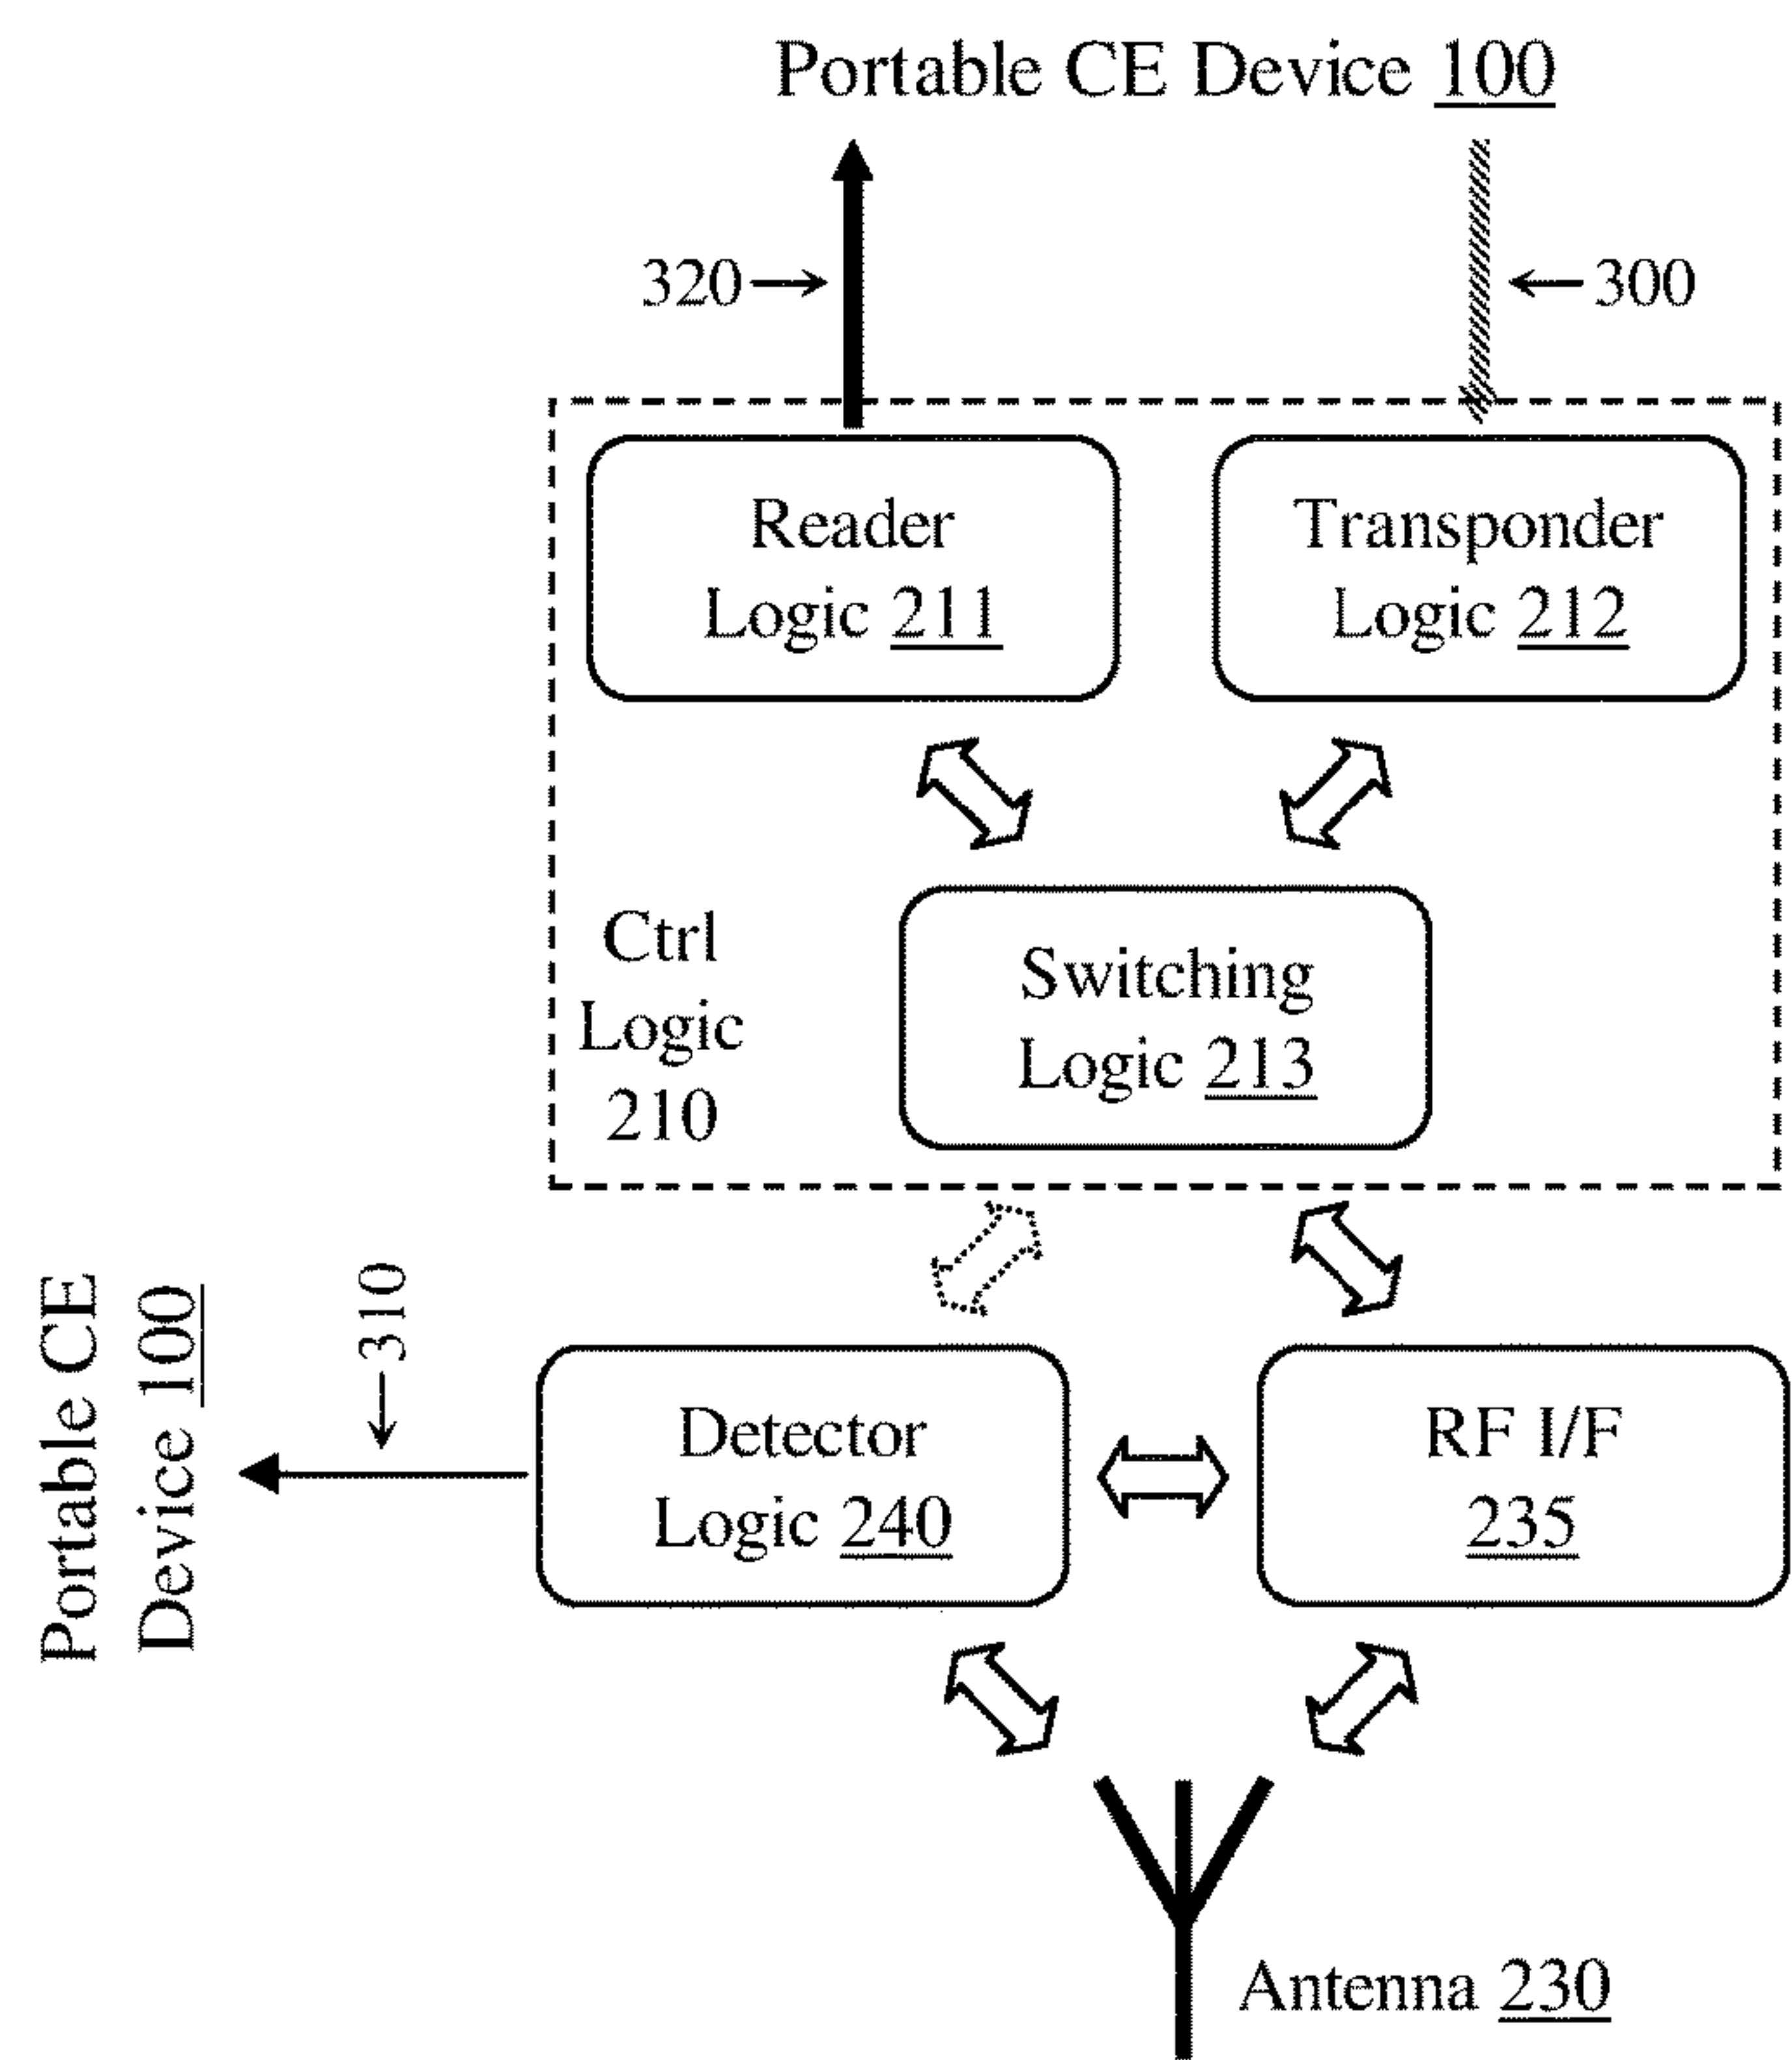 Portable CE Device 100
320
300
Reader
Logic 211
Transponder
Logic 212
Ctrl
Logic
210
Switching
Logic 213
Portable CE
Device 100
310
Detector
Logic 240
RF I/F
235
Antenna 230